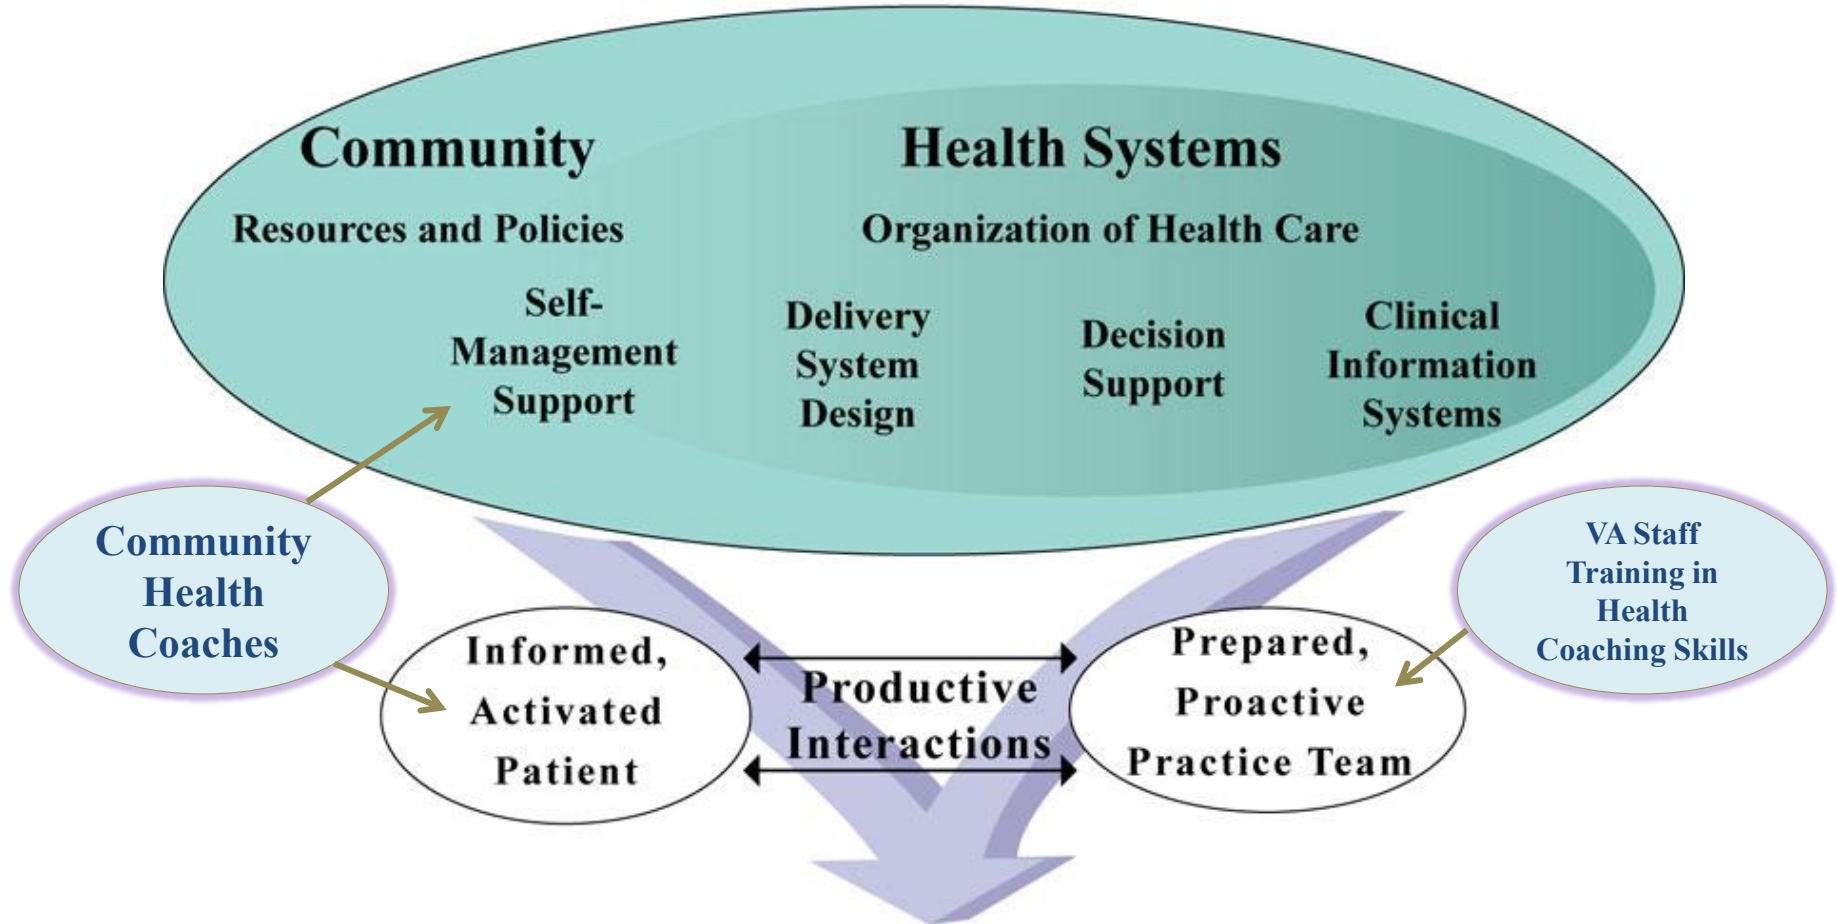 Community
Health Systems
Resources and Policies
Organization of Health Care
Self-
Management
Support
Delivery
System
Design
Decision
Support
Clinical
Information
Systems
Community
Health
Coaches
VA Staff
Training in
Health
Coaching Skills
Informed,
Activated
Patient
Productive
Interactions
Prepared,
Proactive
Practice Team